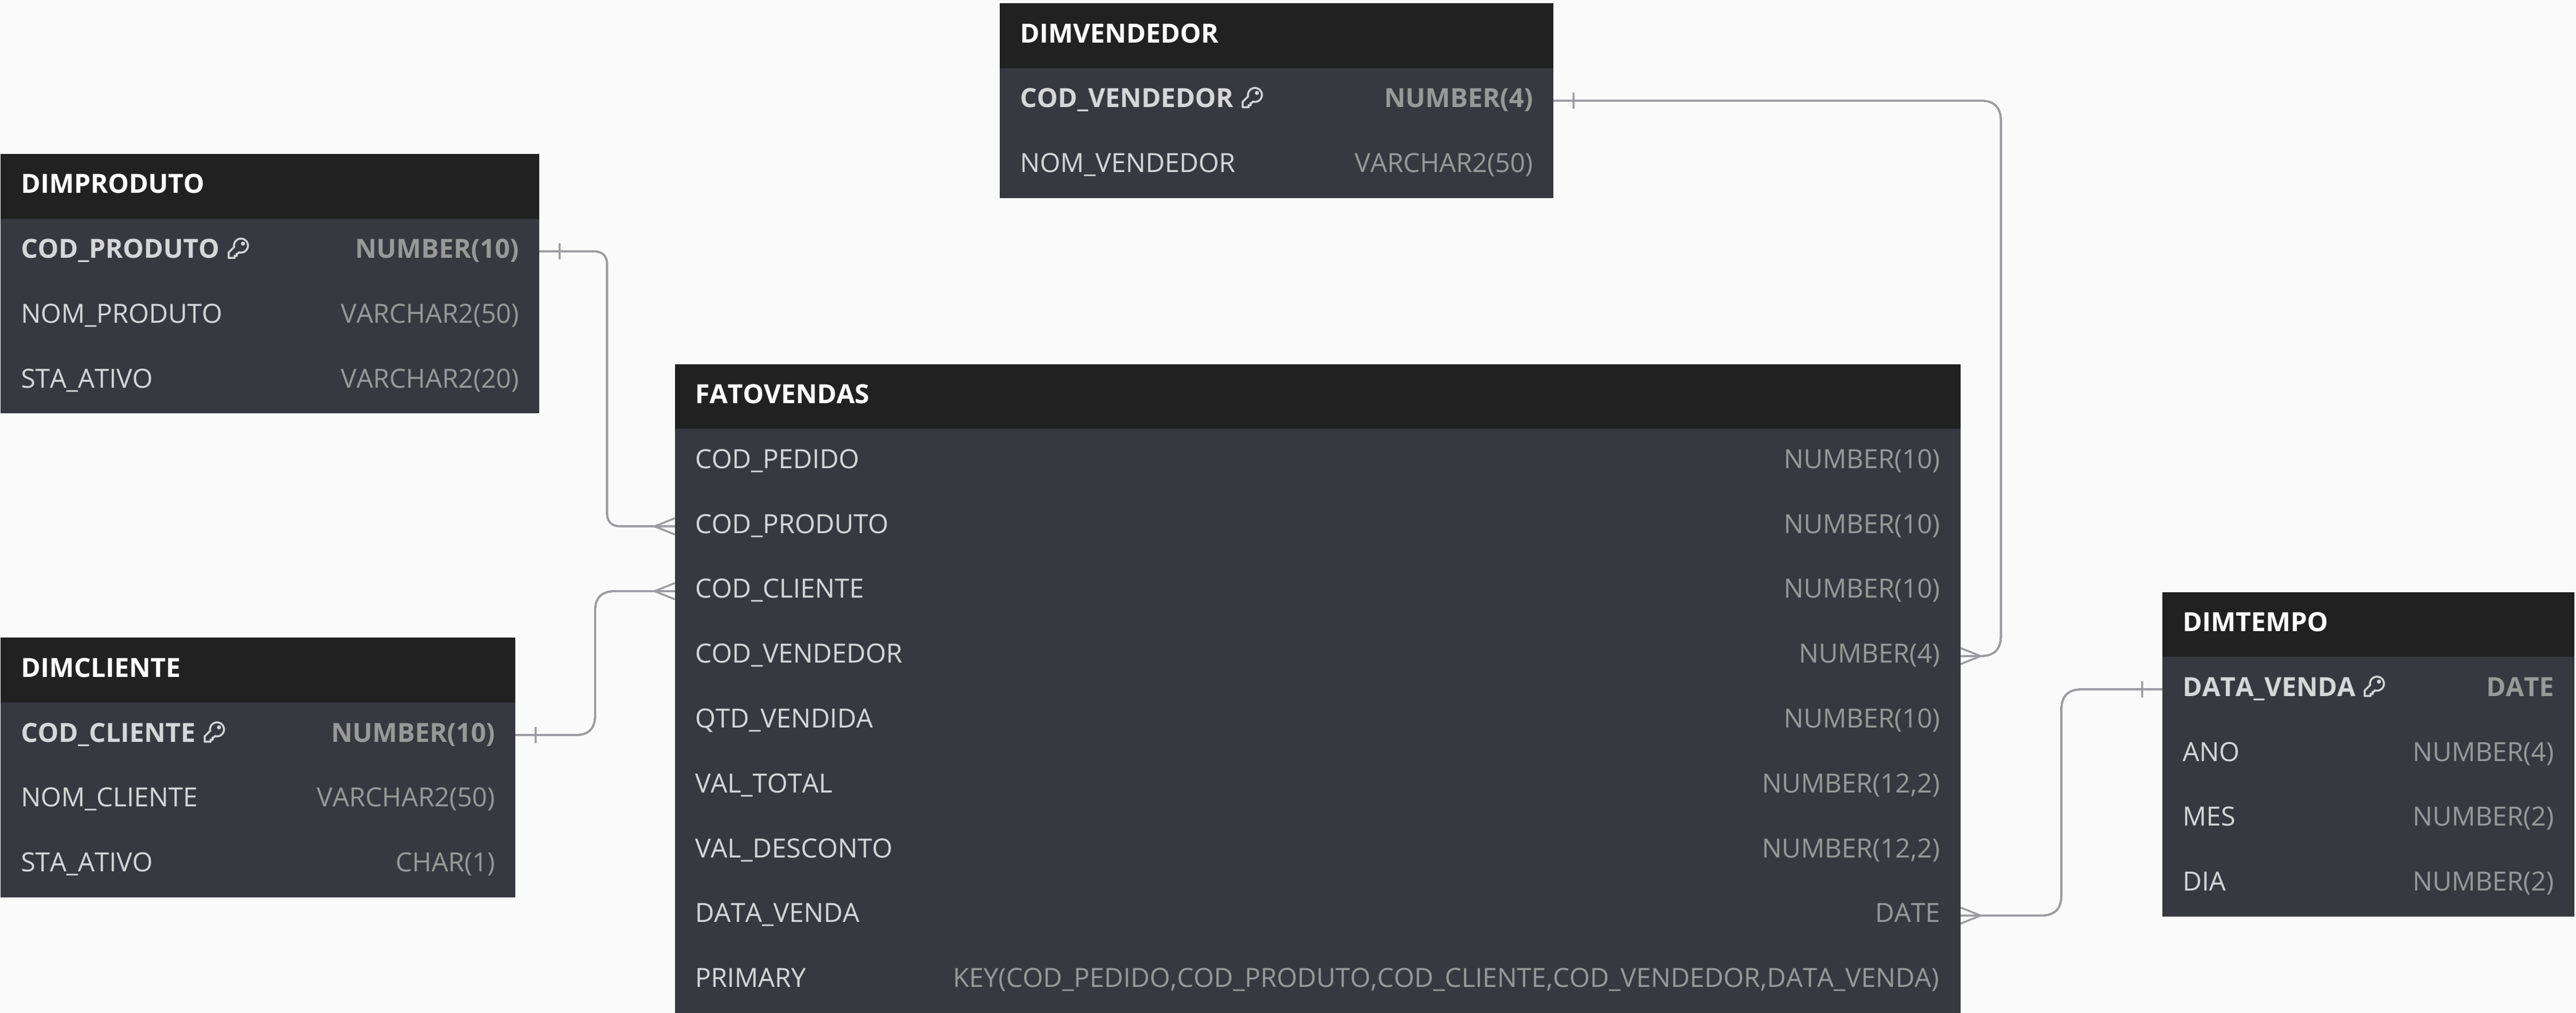 DIMVENDEDOR
COD_VENDEDOR NUMBER(4)
NOM_VENDEDOR VARCHAR2(50)
DIMPRODUTO
COD_PRODUTO NUMBER(10)
NOM_PRODUTO VARCHAR2(50)
STA_ATIVO VARCHAR2(20)
FATOVENDAS
COD_PEDIDO NUMBER(10)
COD_PRODUTO NUMBER(10)
COD_CLIENTE NUMBER(10)
COD_VENDEDOR NUMBER(4)
QTD_VENDIDA NUMBER(10)
VAL_TOTAL NUMBER(12,2)
VAL_DESCONTO NUMBER(12,2)
DATA_VENDA DATE
PRIMARY KEY(COD_PEDIDO,COD_PRODUTO,COD_CLIENTE,COD_VENDEDOR,DATA_VENDA)
DIMCLIENTE
COD_CLIENTE NUMBER(10)
NOM_CLIENTE VARCHAR2(50)
STA_ATIVO CHAR(1)
DIMTEMPO
DATA_VENDA DATE
ANO NUMBER(4)
MES NUMBER(2)
DIA NUMBER(2)